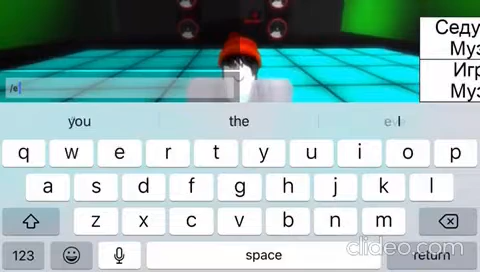 Седу
Муз
Игр
Муз
/e
you the I
q w e r t y u i o p
a s d f g h j k l
z x c v b n m
123 space return
clideo.com